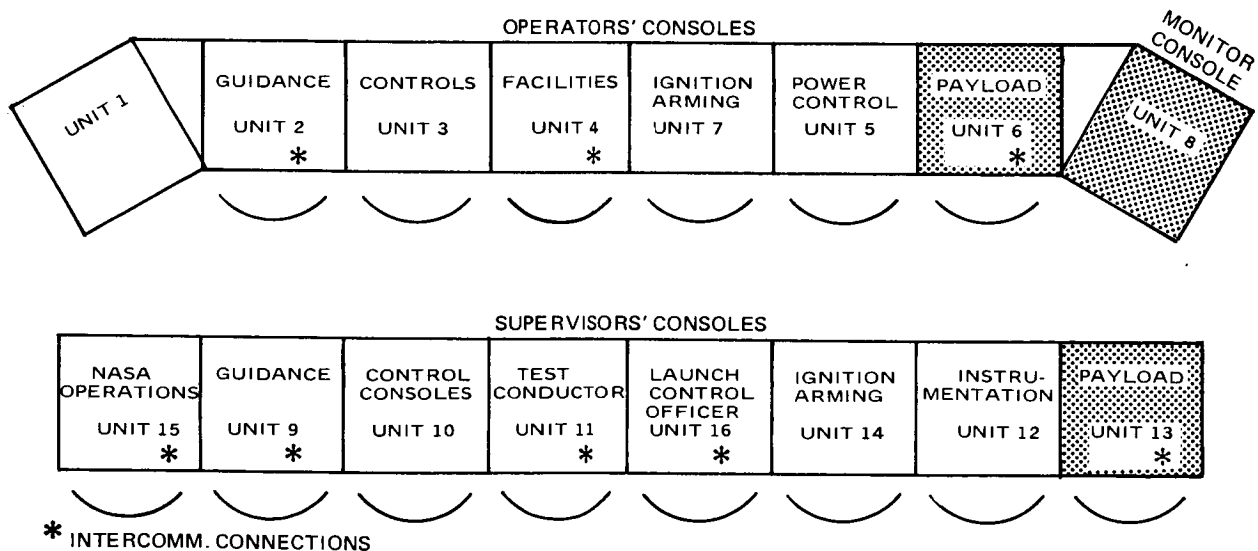 OPERATORS' CONSOLES
MONITOR
CONSOLE
UNIT 1
GUIDANCE
UNIT 2
*
CONTROLS
UNIT 3
FACILITIES
UNIT 4
*
IGNITION
ARMING
UNIT 7
POWER
CONTROL
UNIT 5
PAYLOAD
UNIT 6
*
UNIT 8
SUPERVISORS' CONSOLES
NASA
OPERATIONS
UNIT 15
*
GUIDANCE
UNIT 9
*
CONTROL
CONSOLES
UNIT 10
TEST
CONDUCTOR
UNIT 11
*
LAUNCH
CONTROL
OFFICER
UNIT 16
*
IGNITION
ARMING
UNIT 14
INSTRU-
MENTATION
UNIT 12
PAYLOAD
UNIT 13
*
* INTERCOMM. CONNECTIONS